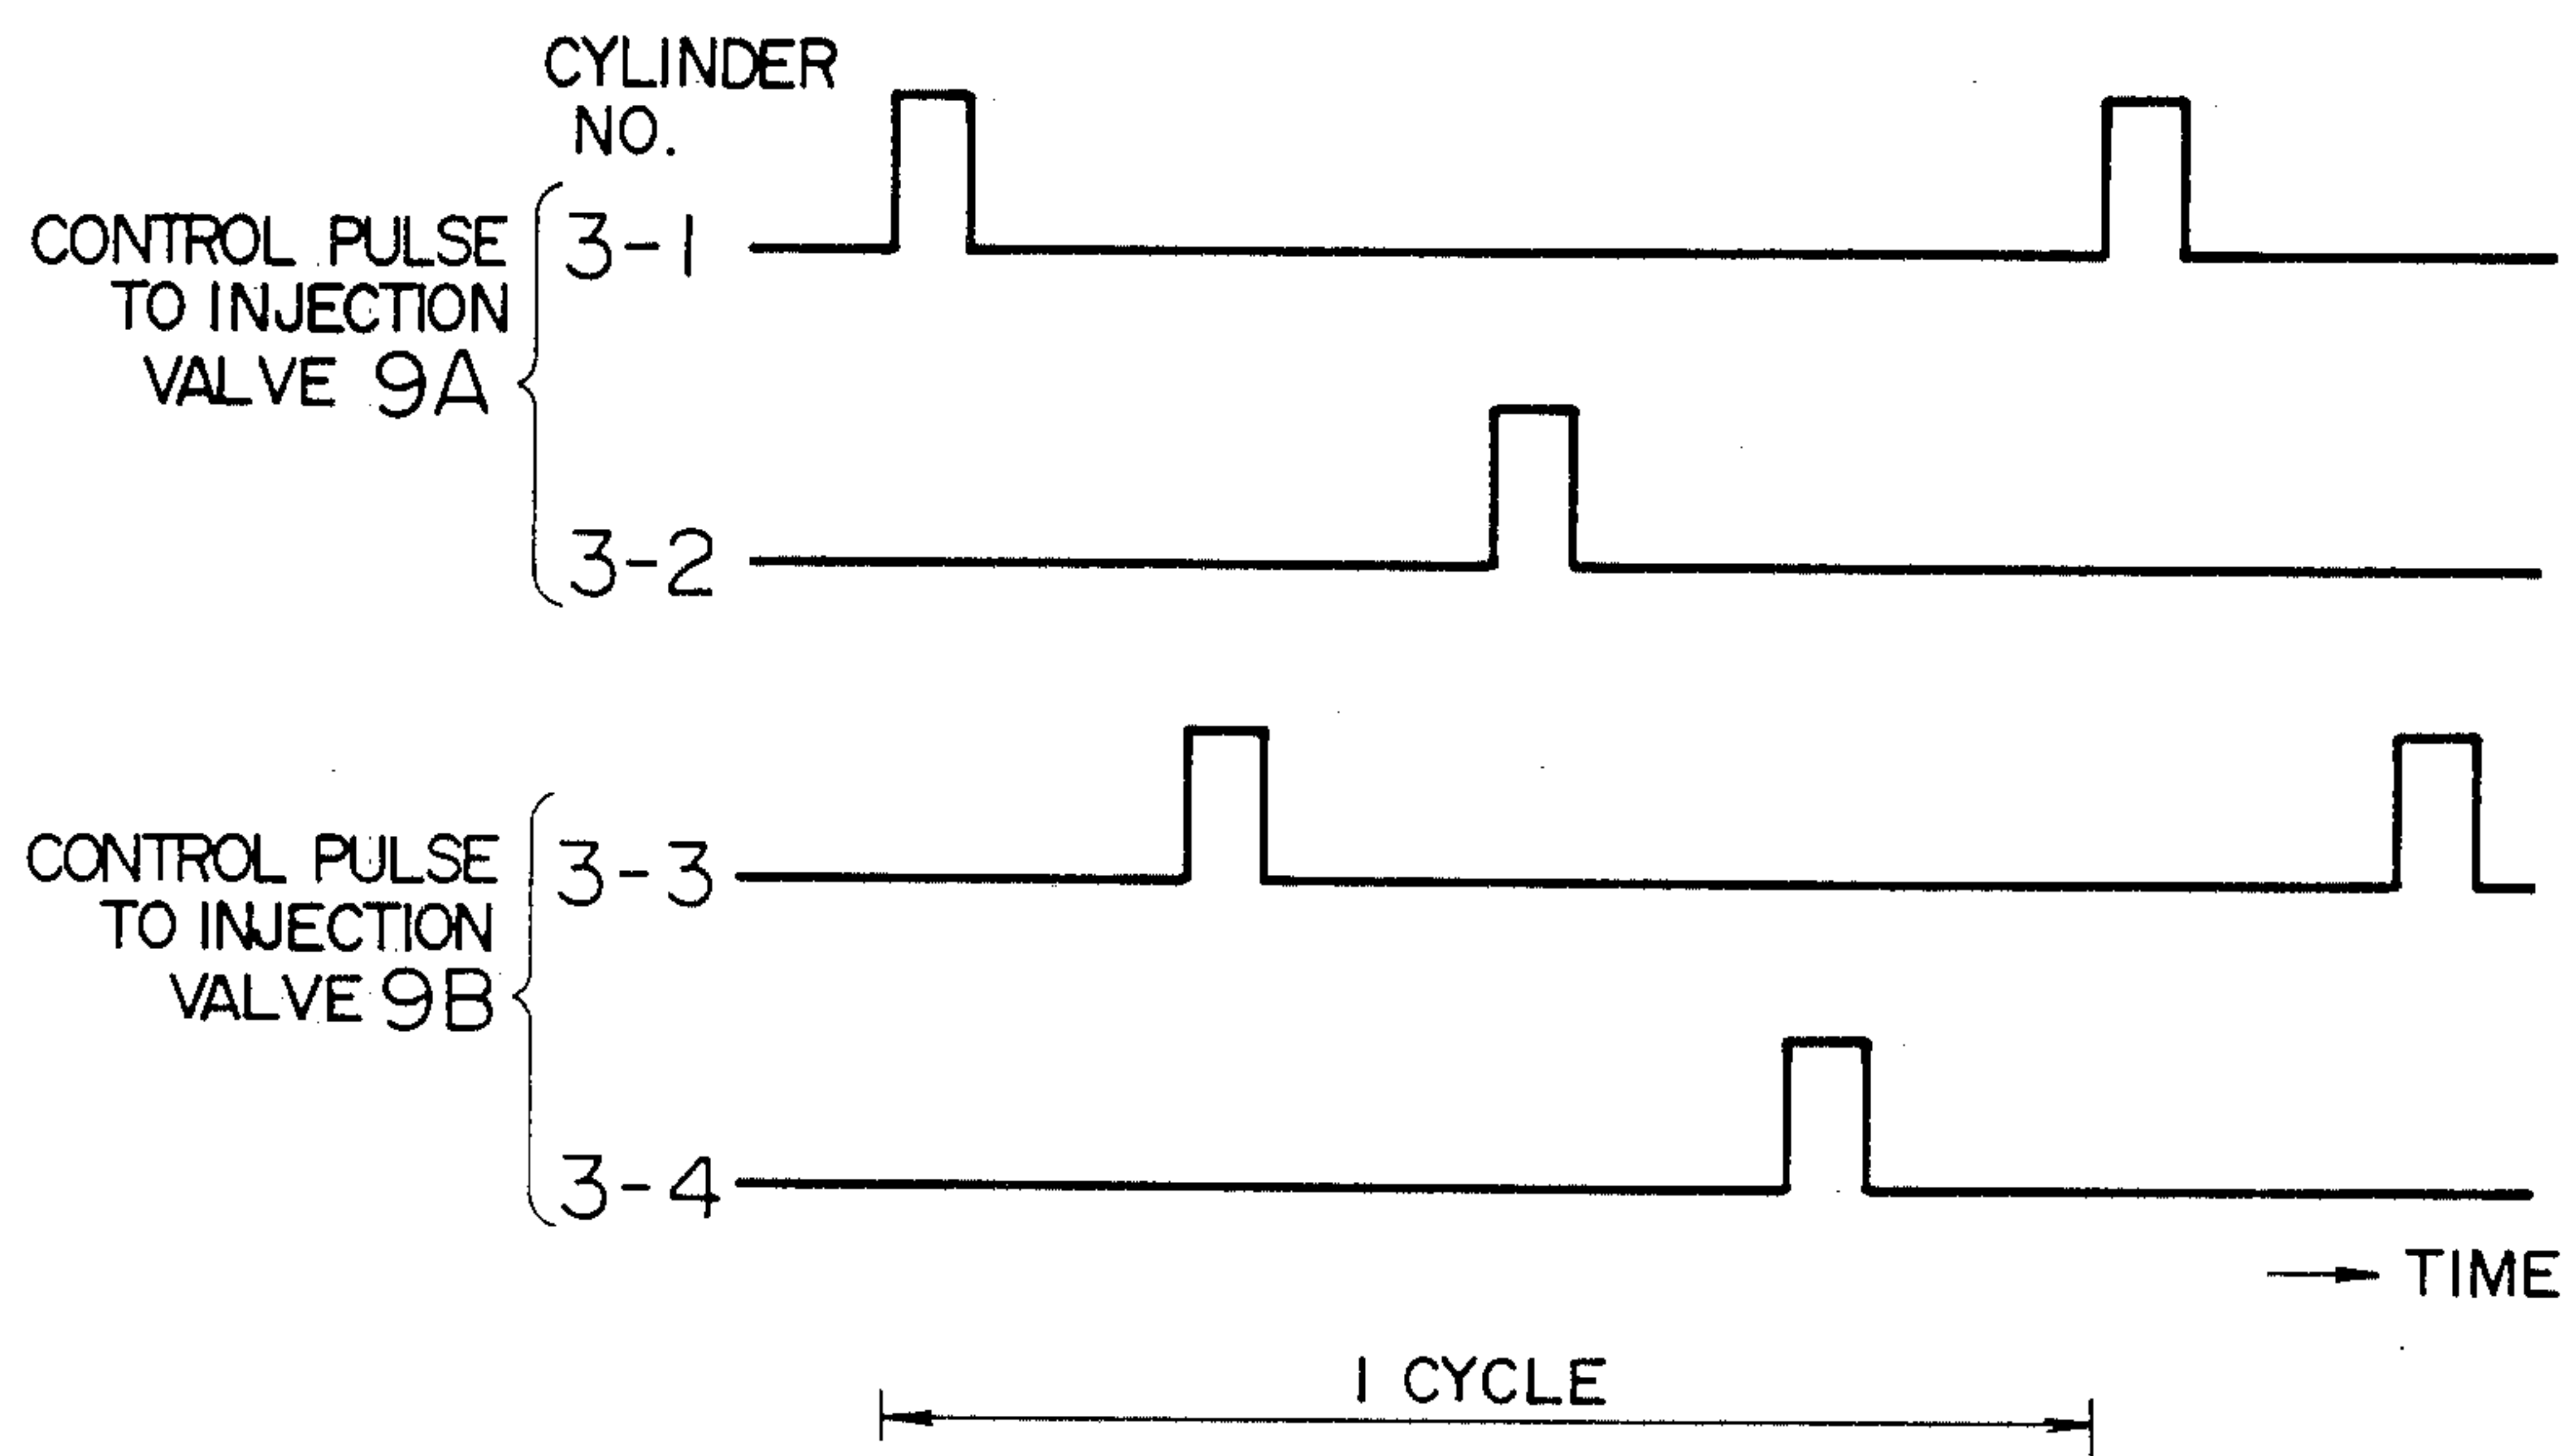 CYLINDER
NO.
CONTROL PULSE
TO INJECTION
VALVE 9A
3-1
3-2
CONTROL PULSE
TO INJECTION
VALVE 9B
3-3
3-4
TIME
1 CYCLE